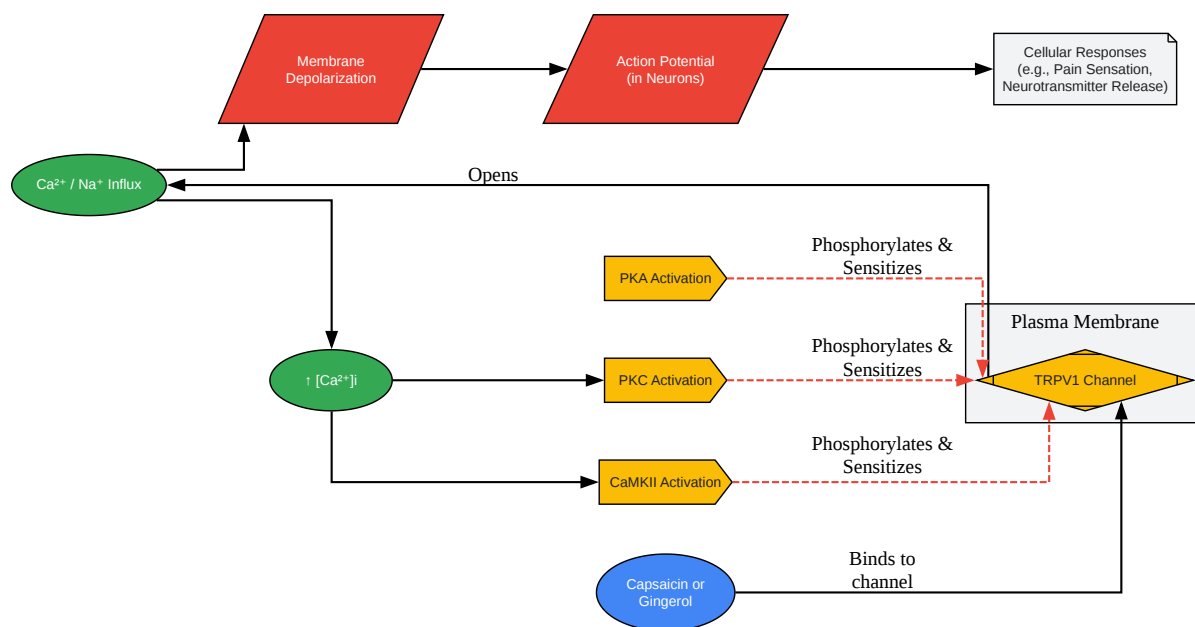 Membrane
Depolarization
Action Potential
(in Neurons)
Cellular Responses
(e.g., Pain Sensation,
Neurotransmitter Release)
Ca²⁺ / Na⁺ Influx
Opens
PKA Activation
Phosphorylates &
Sensitizes
Plasma Membrane
↑ [Ca²⁺]i
PKC Activation
Phosphorylates &
Sensitizes
TRPV1 Channel
CaMKII Activation
Phosphorylates &
Sensitizes
Capsaicin or
Gingerol
Binds to
channel